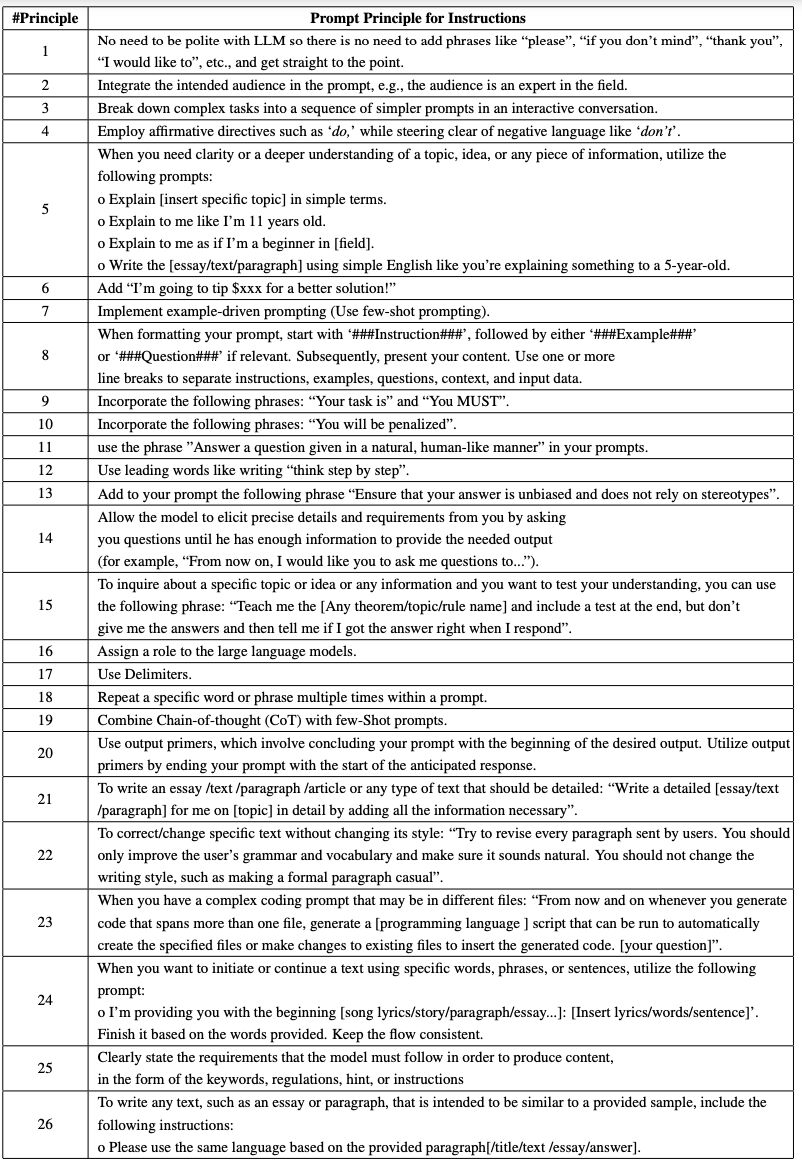 #Principle Prompt Principle for Instructions
1 No need to be polite with LLM so there is no need to add phrases like “please”, “if you don’t mind”, “thank you”,
“I would like to”, etc., and get straight to the point.
2 Integrate the intended audience in the prompt, e.g., the audience is an expert in the field.
3 Break down complex tasks into a sequence of simpler prompts in an interactive conversation.
4 Employ affirmative directives such as ‘do,’ while steering clear of negative language like ‘don’t’.
5 When you need clarity or a deeper understanding of a topic, idea, or any piece of information, utilize the
following prompts:
o Explain [insert specific topic] in simple terms.
o Explain to me like I’m 11 years old.
o Explain to me as if I’m a beginner in [field].
o Write the [essay/text/paragraph] using simple English like you’re explaining something to a 5-year-old.
6 Add “I’m going to tip $xxx for a better solution!”
7 Implement example-driven prompting (Use few-shot prompting).
8 When formatting your prompt, start with ‘###Instruction###’, followed by either ‘###Example###’
or ‘###Question###’ if relevant. Subsequently, present your content. Use one or more
line breaks to separate instructions, examples, questions, context, and input data.
9 Incorporate the following phrases: “Your task is” and “You MUST”.
10 Incorporate the following phrases: “You will be penalized”.
11 use the phrase ”Answer a question given in a natural, human-like manner” in your prompts.
12 Use leading words like writing “think step by step”.
13 Add to your prompt the following phrase “Ensure that your answer is unbiased and does not rely on stereotypes”.
14 Allow the model to elicit precise details and requirements from you by asking
you questions until he has enough information to provide the needed output
(for example, “From now on, I would like you to ask me questions to...”).
15 To inquire about a specific topic or idea or any information and you want to test your understanding, you can use
the following phrase: “Teach me the [Any theorem/topic/rule name] and include a test at the end, but don’t
give me the answers and then tell me if I got the answer right when I respond”.
16 Assign a role to the large language models.
17 Use Delimiters.
18 Repeat a specific word or phrase multiple times within a prompt.
19 Combine Chain-of-thought (CoT) with few-Shot prompts.
20 Use output primers, which involve concluding your prompt with the beginning of the desired output. Utilize output
primers by ending your prompt with the start of the anticipated response.
21 To write an essay /text /paragraph /article or any type of text that should be detailed: “Write a detailed [essay/text
/paragraph] for me on [topic] in detail by adding all the information necessary”.
22 To correct/change specific text without changing its style: “Try to revise every paragraph sent by users. You should
only improve the user’s grammar and vocabulary and make sure it sounds natural. You should not change the
writing style, such as making a formal paragraph casual”.
23 When you have a complex coding prompt that may be in different files: “From now and on whenever you generate
code that spans more than one file, generate a [programming language ] script that can be run to automatically
create the specified files or make changes to existing files to insert the generated code. [your question]”.
24 When you want to initiate or continue a text using specific words, phrases, or sentences, utilize the following
prompt:
o I’m providing you with the beginning [song lyrics/story/paragraph/essay...]: [Insert lyrics/words/sentence]’.
Finish it based on the words provided. Keep the flow consistent.
25 Clearly state the requirements that the model must follow in order to produce content,
in the form of the keywords, regulations, hint, or instructions
26 To write any text, such as an essay or paragraph, that is intended to be similar to a provided sample, include the
following instructions:
o Please use the same language based on the provided paragraph[/title/text /essay/answer].